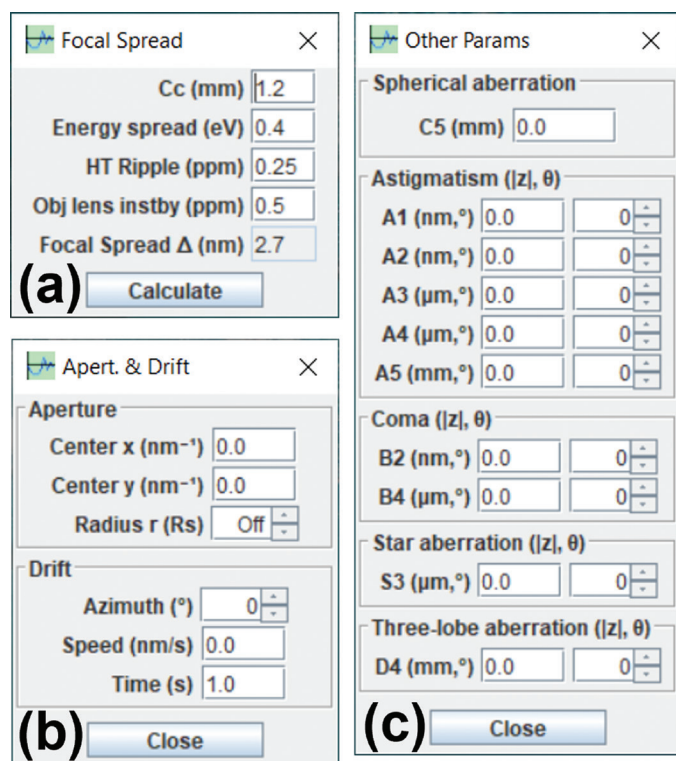 Focal Spread
Cc (mm) 1.2
Energy spread (eV) 0.4
HT Ripple (ppm) 0.25
Obj lens instby (ppm) 0.5
Focal Spread Δ (nm) 2.7
(a) Calculate
Apert. & Drift
Aperture
Center x (nm⁻¹) 0.0
Center y (nm⁻¹) 0.0
Radius r (Rs) Off
Drift
Azimuth (°) 0
Speed (nm/s) 0.0
Time (s) 1.0
(b) Close
Other Params
Spherical aberration
C5 (mm) 0.0
Astigmatism (|z|, θ)
A1 (nm,°) 0.0 0
A2 (nm,°) 0.0 0
A3 (µm,°) 0.0 0
A4 (µm,°) 0.0 0
A5 (mm,°) 0.0 0
Coma (|z|, θ)
B2 (nm,°) 0.0 0
B4 (µm,°) 0.0 0
Star aberration (|z|, θ)
S3 (µm,°) 0.0 0
Three-lobe aberration (|z|, θ)
D4 (mm,°) 0.0 0
(c) Close